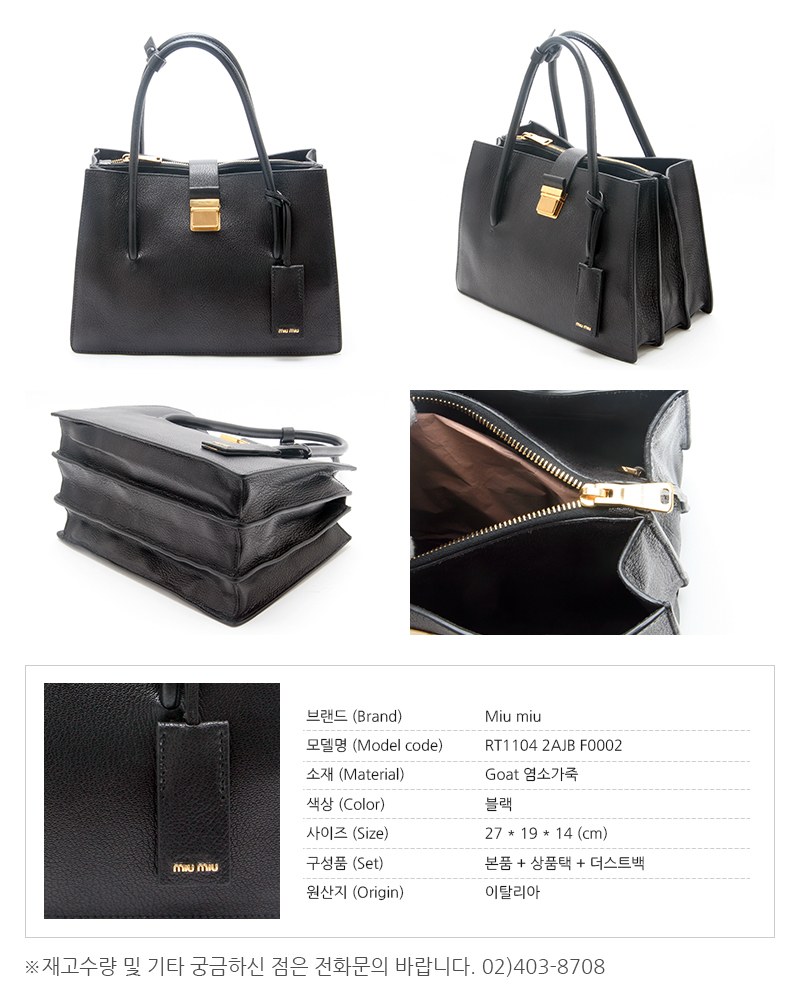 miu miu
miu miu
miu miu
브랜드 (Brand) Miu miu
모델명 (Model code) RT1104 2AJB F0002
소재 (Material) Goat 염소가죽
색상 (Color) 블랙
사이즈 (Size) 27 * 19 * 14 (cm)
구성품 (Set) 본품 + 상품택 + 더스트백
원산지 (Origin) 이탈리아
※재고수량 및 기타 궁금하신 점은 전화문의 바랍니다. 02)403-8708